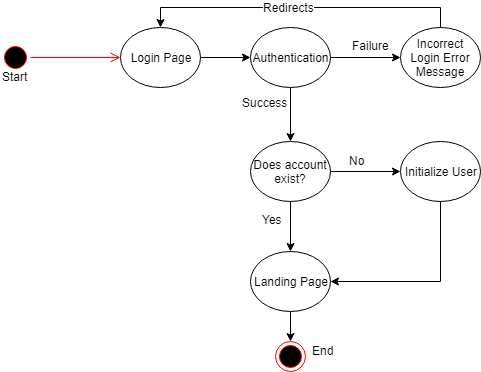 Redirects
Start
Login Page
Authentication
Failure
Incorrect
Login Error
Message
Success
Does account
exist?
No
Initialize User
Yes
Landing Page
End